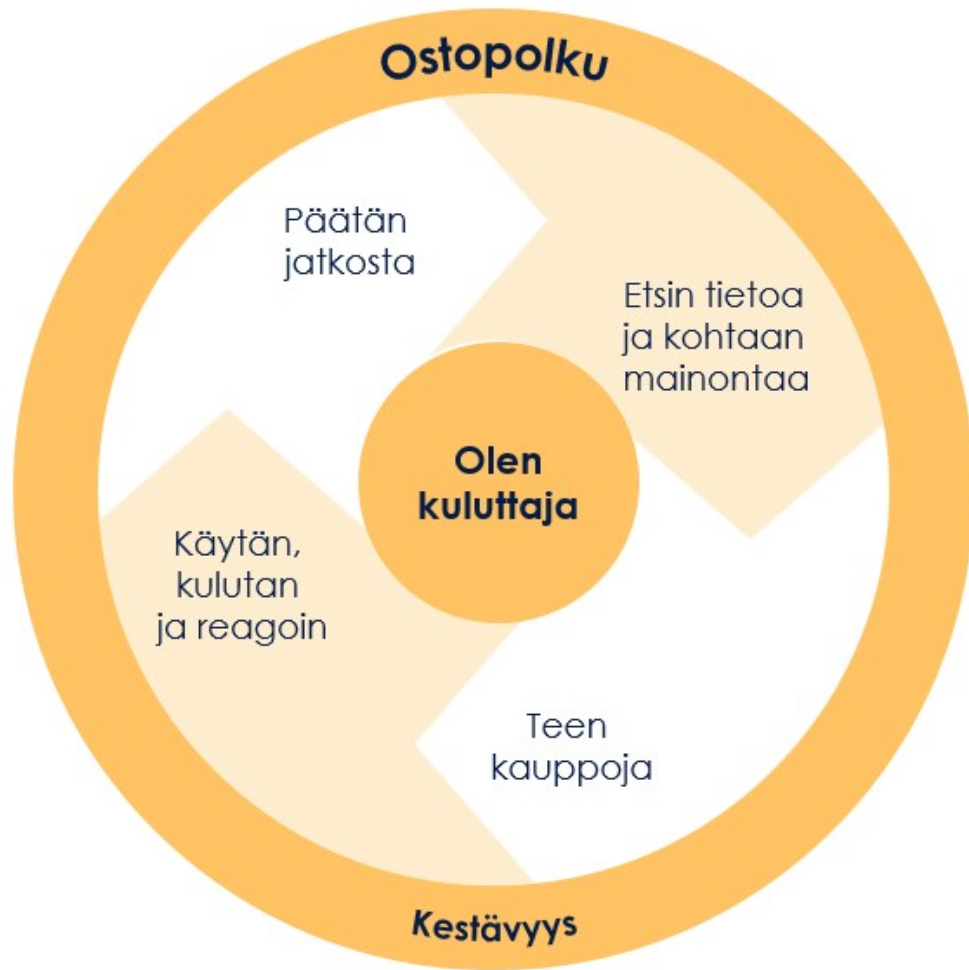 Ostopolku
Päätän
jatkosta
Etsin tietoa
ja kohtaan
mainontaa
Olen
kuluttaja
Käytän,
kulutan
ja reagoin
Teen
kauppoja
Kestävyys